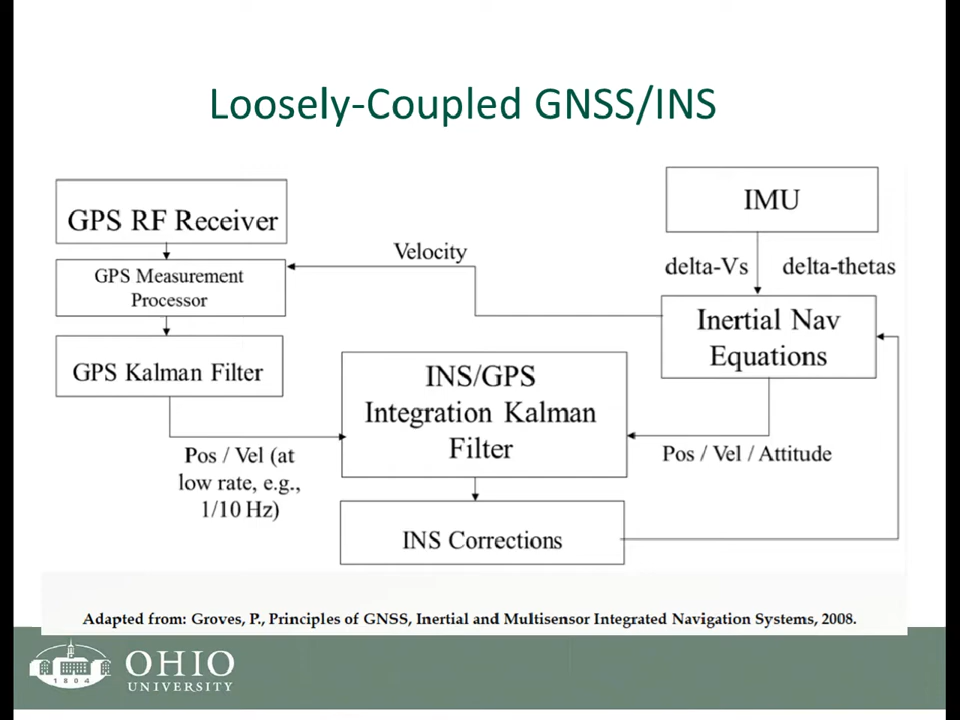 Loosely-Coupled GNSS/INS
GPS RF Receiver
GPS Measurement
Processor
GPS Kalman Filter
Pos / Vel (at
low rate, e.g.,
1/10 Hz)
Velocity
IMU
delta-Vs
delta-thetas
Inertial Nav
Equations
INS/GPS
Integration Kalman
Filter
Pos / Vel / Attitude
INS Corrections
Adapted from: Groves, P., Principles of GNSS, Inertial and Multisensor Integrated Navigation Systems, 2008.
1804
OHIO
UNIVERSITY